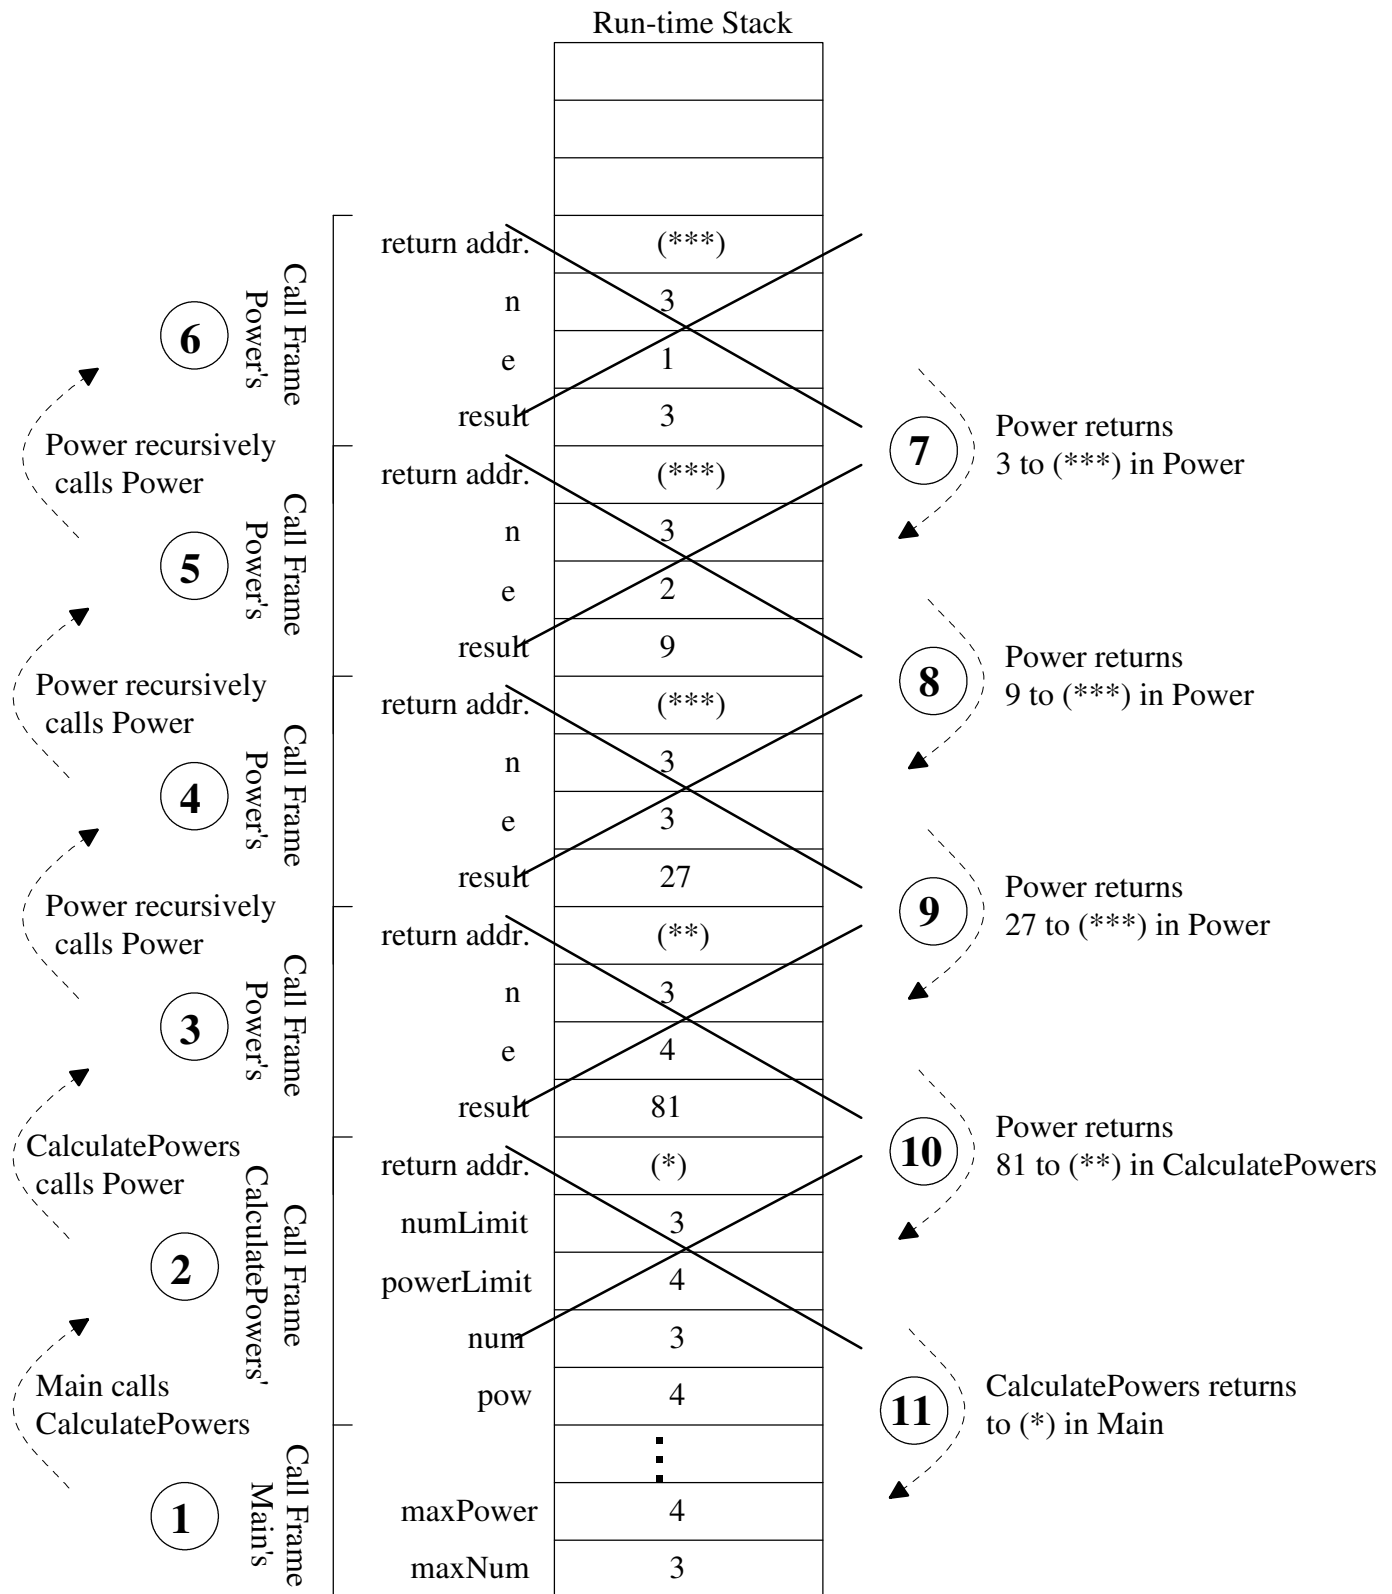 Run-time Stack
return addr. (***)
n 3
e 1
result 3
6
Call Frame
Power's
Power recursively
calls Power
7
Power returns
3 to (***) in Power
return addr. (***)
n 3
e 2
result 9
5
Call Frame
Power's
Power recursively
calls Power
8
Power returns
9 to (***) in Power
return addr. (***)
n 3
e 3
result 27
4
Call Frame
Power's
Power recursively
calls Power
9
Power returns
27 to (***) in Power
return addr. (**)
n 3
e 4
result 81
3
Call Frame
Power's
CalculatePowers
calls Power
10
Power returns
81 to (**) in CalculatePowers
return addr. (*)
numLimit 3
powerLimit 4
num 3
pow 4
2
Call Frame
CalculatePowers'
Main calls
CalculatePowers
11
CalculatePowers returns
to (*) in Main
maxPower 4
maxNum 3
1
Call Frame
Main's